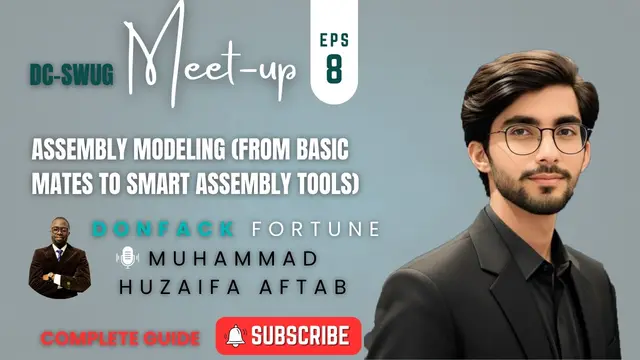 DC-SWUG Meet-up
EPS
8
ASSEMBLY MODELING (FROM BASIC
MATES TO SMART ASSEMBLY TOOLS)
DONFACK FORTUNE
MUHAMMAD
HUZAIFA AFTAB
COMPLETE GUIDE
SUBSCRIBE